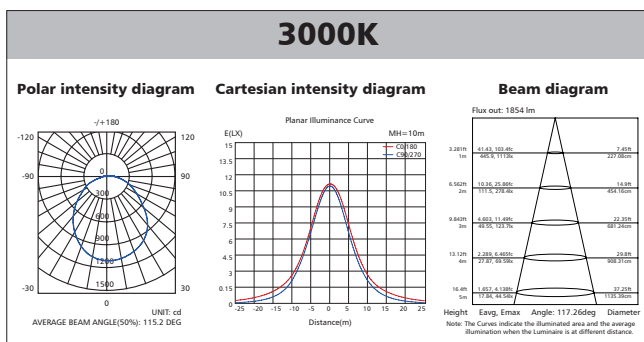 3000K
Polar intensity diagram
Cartesian intensity diagram
Beam diagram
-/+180
-120
120
-90
90
-30
30
0
300
600
900
1200
1500
0
UNIT: cd
AVERAGE BEAM ANGLE(50%): 115.2 DEG
Planar Illuminance Curve
E(LX)
MH=10m
C0/180
C90/270
15
13.5
12
10.5
9
7.5
6
4.5
3
0.15
0
-25 -20 -15 -10 -5 0 5 10 15 20 25
Distance(m)
Flux out: 1854 lm
3.281ft 41.43, 103.4fc 7.45ft
1m 445.9, 1113lx 227.08cm
6.562ft 10.36, 25.86fc 14.9ft
2m 111.5, 278.4lx 454.16cm
9.843ft 4.603, 11.49fc 22.35ft
3m 49.55, 123.7lx 681.24cm
13.12ft 2.289, 6.465fc 29.8ft
4m 27.87, 69.59lx 908.31cm
16.4ft 1.657, 4.138fc 37.25ft
5m 17.84, 44.54lx 1135.39cm
Height Eavg, Emax Angle: 117.26deg Diameter
Note: The Curves indicate the illuminated area and the average
illumination when the Luminaire is at different distance.